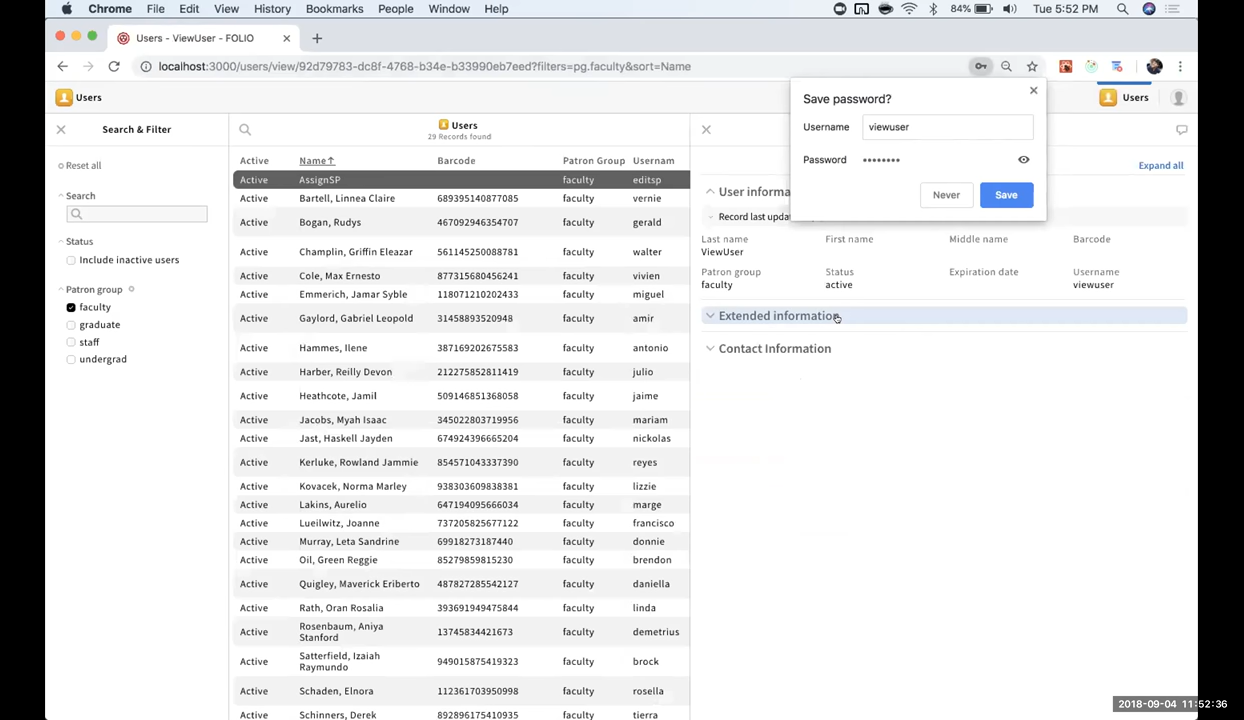 Chrome File Edit View History Bookmarks People Window Help 84% Tue 5:52 PM
Users - ViewUser - FOLIO
localhost:3000/users/view/92d79783-dc8f-4768-b34e-b33990eb7eed?filters=pg.faculty&sort=Name
Users
Users
Save password?
Username viewuser
Password ••••••••
Never Save
Search & Filter
Reset all
Search
Status
Include inactive users
Patron group
faculty
graduate
staff
undergrad
Users
29 Records found
Active Name Barcode Patron Group Usernam
Active AssignSP faculty editsp
Active Bartell, Linnea Claire 689395140877085 faculty vernie
Active Bogan, Rudys 467092946354707 faculty gerald
Active Champlin, Griffin Eleazar 561145250088781 faculty walter
Active Cole, Max Ernesto 877315680456241 faculty vivien
Active Emmerich, Jamar Syble 118071210202433 faculty miguel
Active Gaylord, Gabriel Leopold 31458893520948 faculty amir
Active Hammes, Ilene 387169202675583 faculty antonio
Active Harber, Reilly Devon 212275852811419 faculty julio
Active Heathcote, Jamil 509146851368058 faculty jaime
Active Jacobs, Myah Isaac 345022803719956 faculty mariam
Active Jast, Haskell Jayden 674924396665204 faculty nickolas
Active Kerluke, Rowland Jammie 854571043337390 faculty reyes
Active Kovacek, Norma Marley 938303609838381 faculty lizzie
Active Lakins, Aurelio 647194095666034 faculty marge
Active Lueilwitz, Joanne 737205825677122 faculty francisco
Active Murray, Leta Sandrine 69918273187440 faculty donnie
Active Oil, Green Reggie 85279859815230 faculty brendon
Active Quigley, Maverick Eriberto 487827285542127 faculty daniella
Active Rath, Oran Rosalia 393691949475844 faculty linda
Active Rosenbaum, Aniya
Stanford 13745834421673 faculty demetrius
Active Satterfield, Izaiah
Raymundo 949015875419323 faculty brock
Active Schaden, Elnora 112361703950998 faculty rosella
Active Schinners, Derek 892896175108454 faculty tierra
Expand all
User informa
Record last upda
Last name First name Middle name Barcode
ViewUser
Patron group Status Expiration date Username
faculty active viewuser
Extended information
Contact Information
2018-09-04 11:52:36